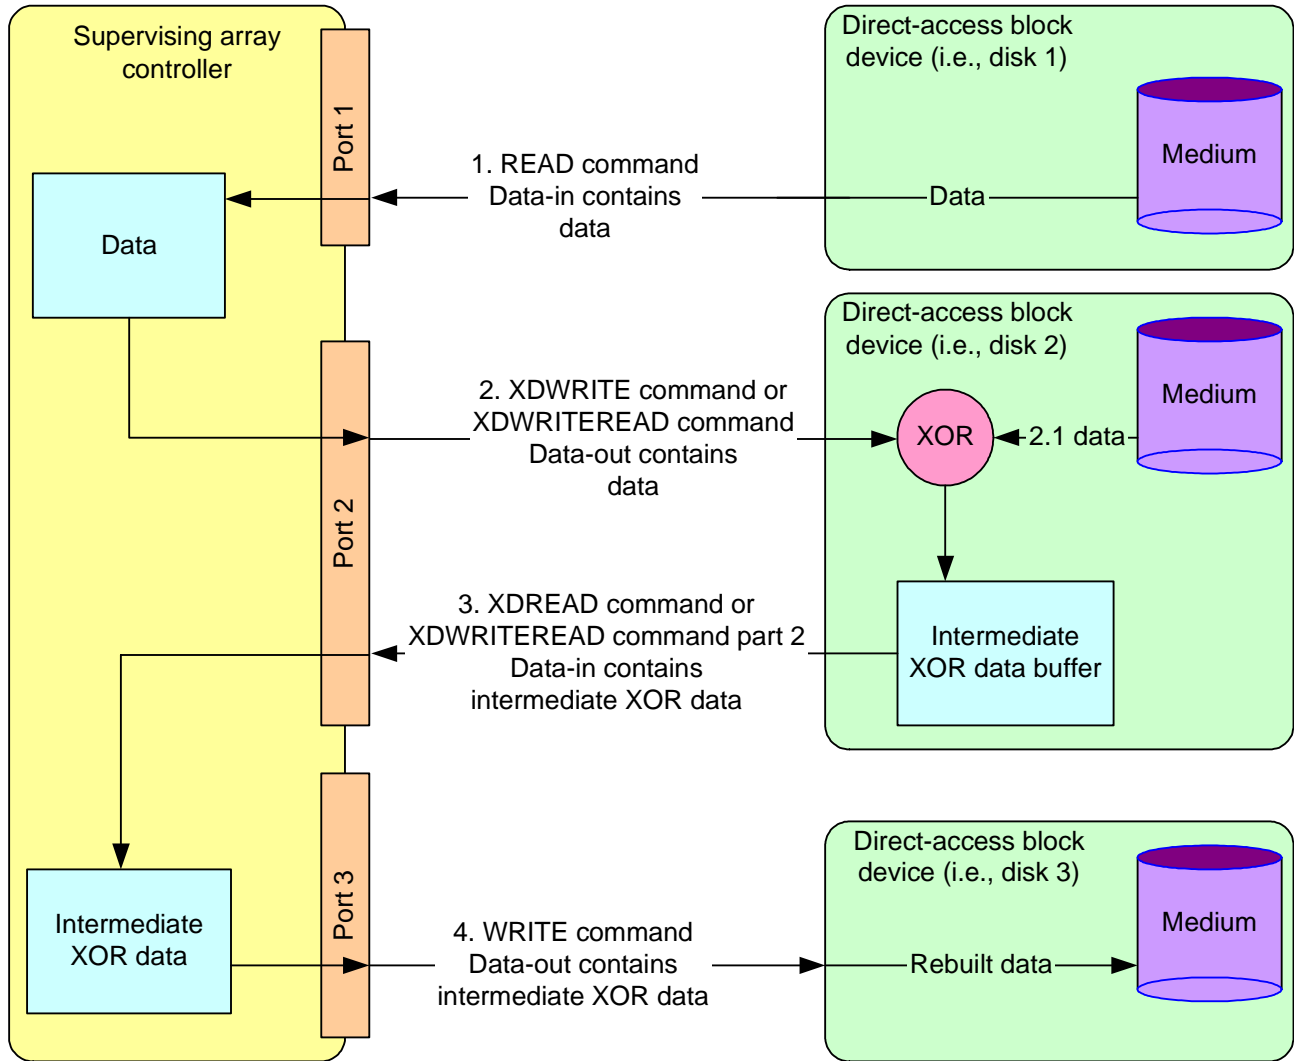 Supervising array
controller
Port 1
Data
1. READ command
Data-in contains
data
Direct-access block
device (i.e., disk 1)
Data
Medium
Port 2
2. XDWRITE command or
XDWRITEREAD command
Data-out contains
data
Direct-access block
device (i.e., disk 2)
XOR
2.1 data
Medium
3. XDREAD command or
XDWRITEREAD command part 2
Data-in contains
intermediate XOR data
Intermediate
XOR data buffer
Intermediate
XOR data
Port 3
4. WRITE command
Data-out contains
intermediate XOR data
Direct-access block
device (i.e., disk 3)
Rebuilt data
Medium